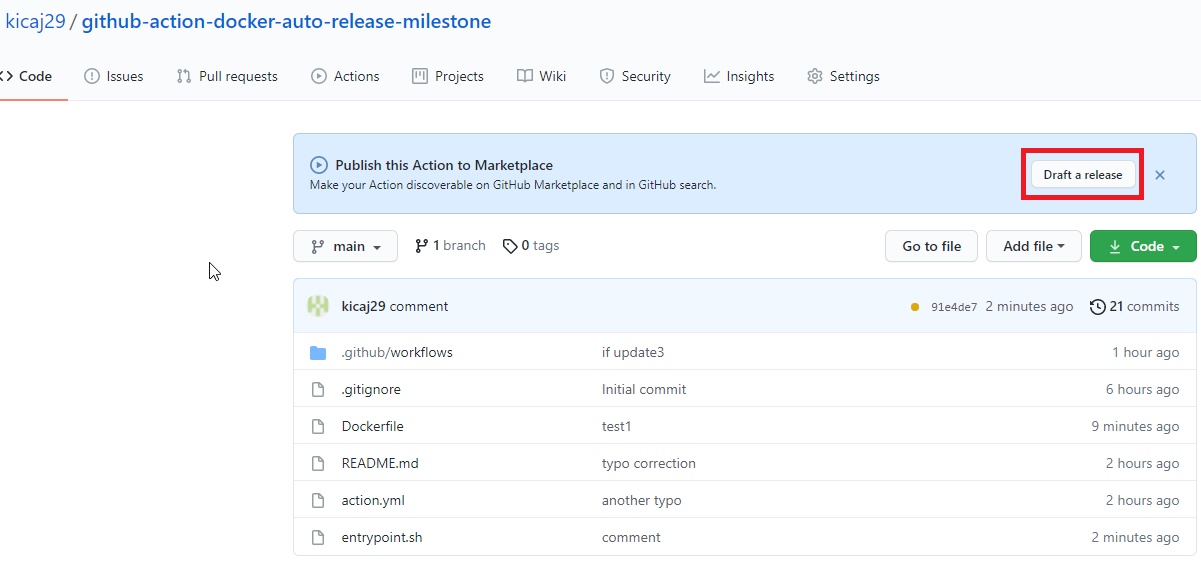 kicaj29 / github-action-docker-auto-release-milestone
<> Code Issues Pull requests Actions Projects Wiki Security Insights Settings
Publish this Action to Marketplace
Make your Action discoverable on GitHub Marketplace and in GitHub search.
Draft a release
main 1 branch 0 tags Go to file Add file Code
kicaj29 comment 91e4de7 2 minutes ago 21 commits
.github/workflows if update3 1 hour ago
.gitignore Initial commit 6 hours ago
Dockerfile test1 9 minutes ago
README.md typo correction 2 hours ago
action.yml another typo 2 hours ago
entrypoint.sh comment 2 minutes ago